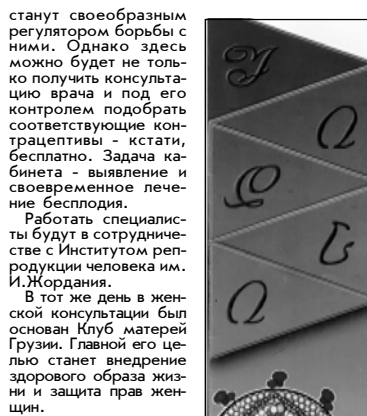 станут своеобразным
регулятором борьбы с
ними. Однако здесь
можно будет не толь-
ко получить консульта-
цию врача и под его
контролем подобрать
соответствующие кон-
трацептивы - кстати,
бесплатно. Задача ка-
бинета - выявление и
своевременное лече-
ние бесплодия.
Работать специалис-
ты будут в сотрудниче-
стве с Институтом реп-
родукции человека им.
И.Жордания.
В тот же день в жен-
ской консультации был
основан Клуб матерей
Грузии. Главной его це-
лью станет внедрение
здорового образа жиз-
ни и защита прав жен-
щин.